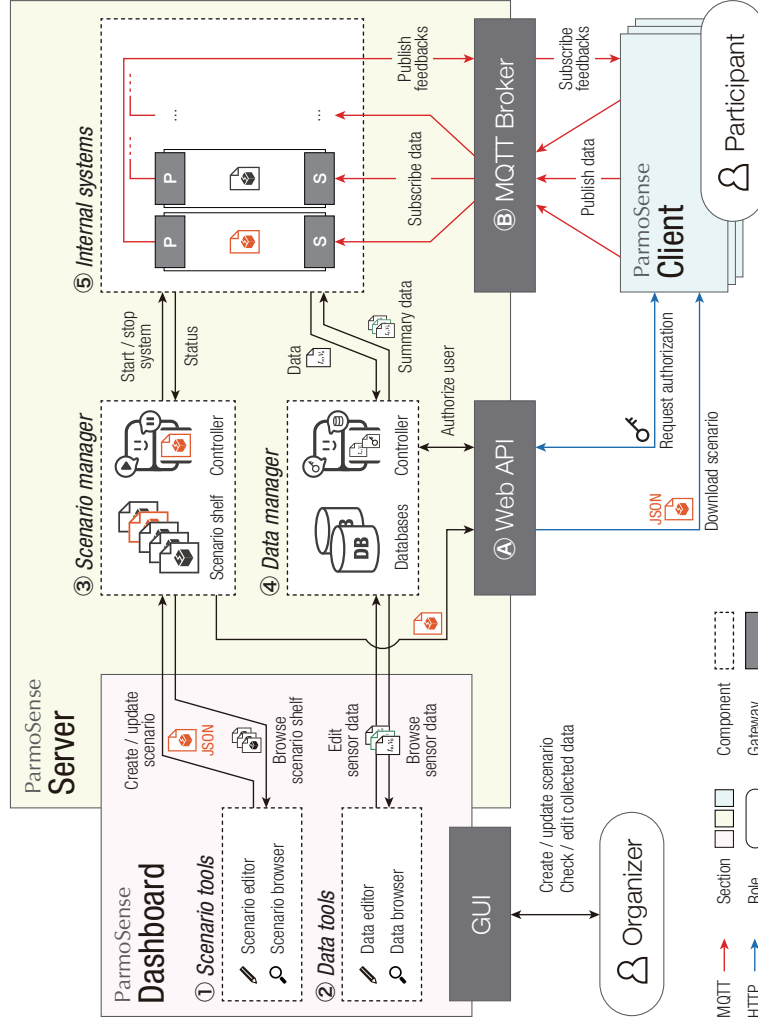 ParmoSense
Server
ParmoSense
Dashboard
① Scenario tools
Scenario editor
Scenario browser
② Data tools
Data editor
Data browser
GUI
Create / update scenario
Check / edit collected data
Organizer
Create / update
scenario
JSON
Browse
scenario shelf
Edit
sensor data
Browse
sensor data
③ Scenario manager
Scenario shelf
Controller
④ Data manager
DB
DB
Databases
Controller
Start / stop
system
Status
Data
Summary data
Authorize user
⑤ Internal systems
P
P
...
S
S
...
Publish
feedbacks
Subscribe data
Ⓐ Web API
Ⓑ MQTT Broker
Request authorization
JSON
Download scenario
Publish data
Subscribe
feedbacks
ParmoSense
Client
Participant
MQTT
HTTP
Section
Role
Component
Gateway